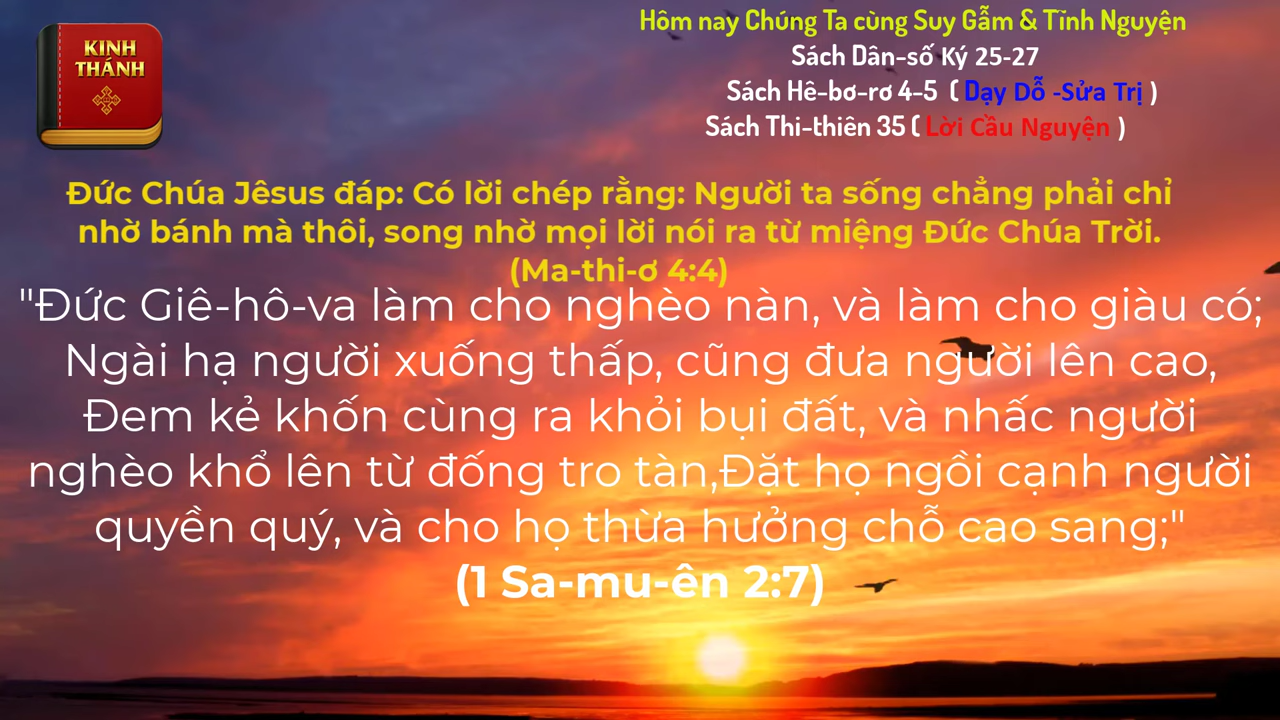 KINH
THÁNH
Hôm nay Chúng Ta cùng Suy Gẫm & Tĩnh Nguyện
Sách Dân-số Ký 25-27
Sách Hê-bơ-rơ 4-5 ( Dạy Dỗ -Sửa Trị )
Sách Thi-thiên 35 ( Lời Cầu Nguyện )
Đức Chúa Jêsus đáp: Có lời chép rằng: Người ta sống chẳng phải chỉ
nhờ bánh mà thôi, song nhờ mọi lời nói ra từ miệng Đức Chúa Trời.
(Ma-thi-ơ 4:4)
"Đức Giê-hô-va làm cho nghèo nàn, và làm cho giàu có;
Ngài hạ người xuống thấp, cũng đưa người lên cao,
Đem kẻ khốn cùng ra khỏi bụi đất, và nhấc người
nghèo khổ lên từ đống tro tàn,Đặt họ ngồi cạnh người
quyền quý, và cho họ thừa hưởng chỗ cao sang;"
(1 Sa-mu-ên 2:7)